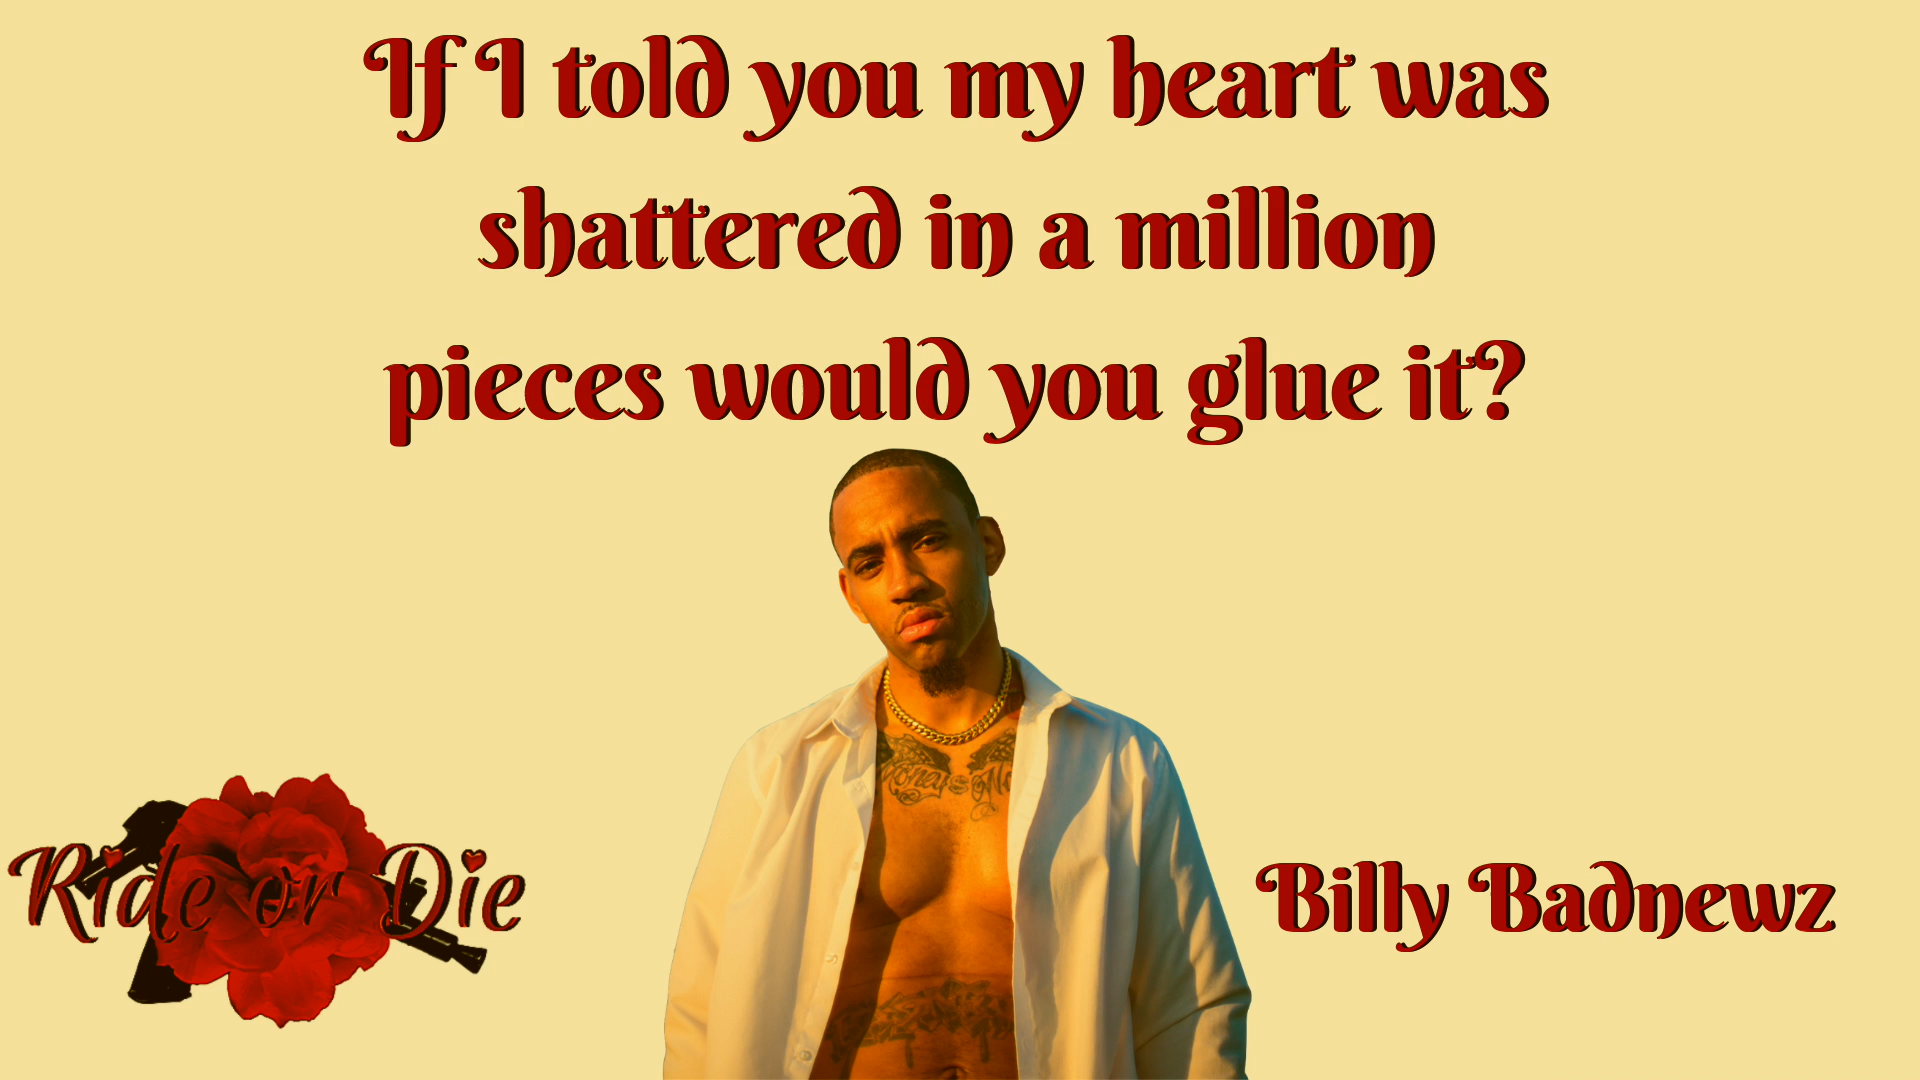 If I told you my heart was
shattered in a million
pieces would you glue it?
Money
Ride or Die
Billy Badnewz